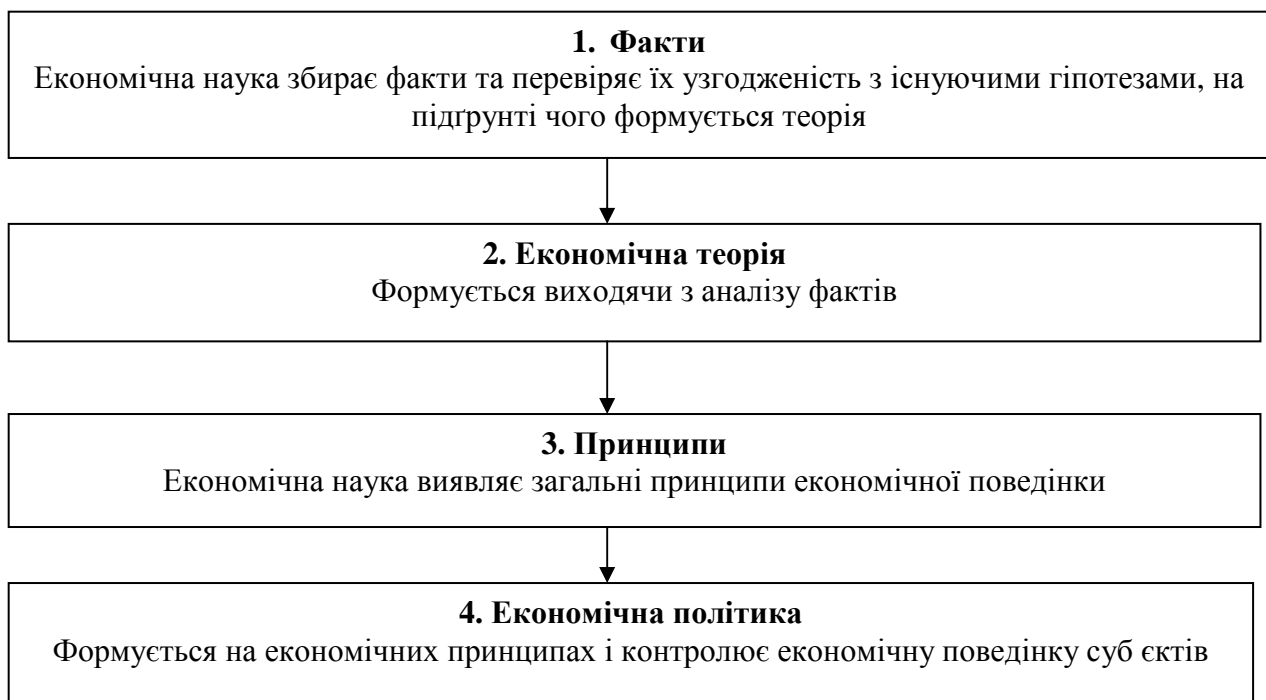 1. Факти
Економічна наука збирає факти та перевіряє їх узгодженість з існуючими гіпотезами, на
підґрунті чого формується теорія
2. Економічна теорія
Формується виходячи з аналізу фактів
3. Принципи
Економічна наука виявляє загальні принципи економічної поведінки
4. Економічна політика
Формується на економічних принципах і контролює економічну поведінку суб єктів